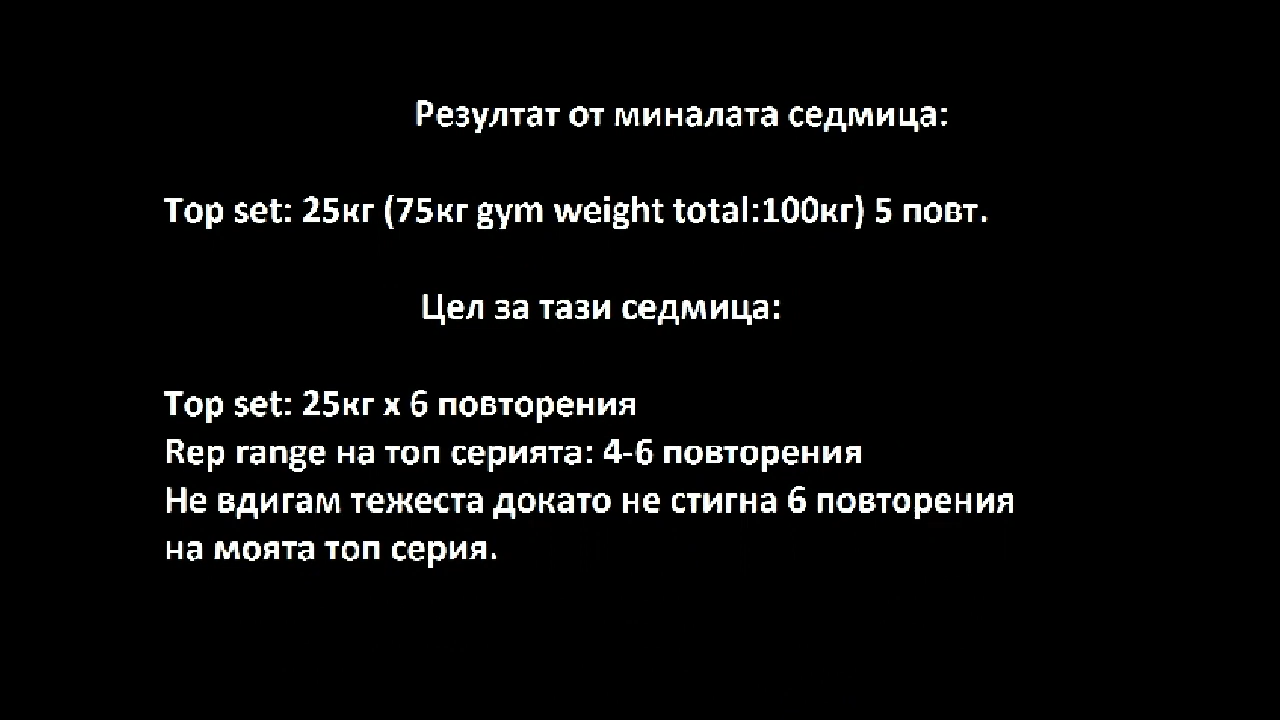 Резултат от миналата седмица:
Top set: 25кг (75кг gym weight total:100кг) 5 повт.
Цел за тази седмица:
Top set: 25кг х 6 повторения
Rep range на топ серията: 4-6 повторения
Не вдигам тежеста докато не стигна 6 повторения
на моята топ серия.